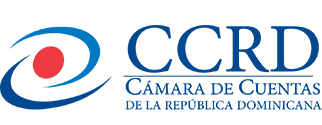 CCRD
CÁMARA DE CUENTAS
DE LA REPÚBLICA DOMINICANA